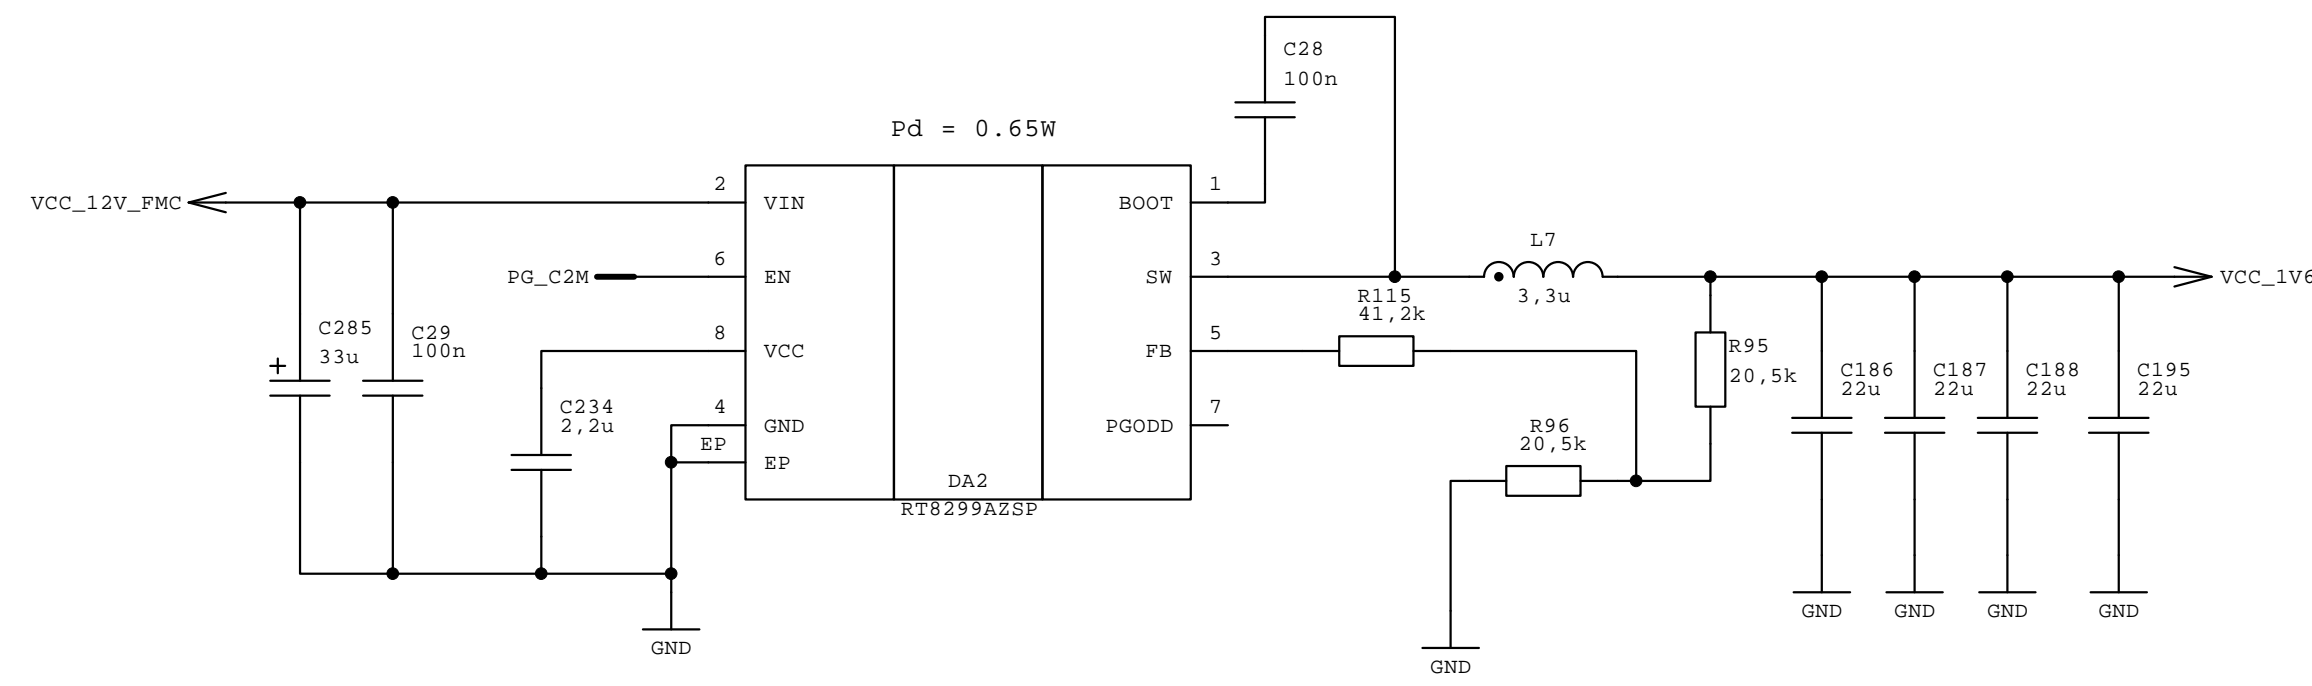 C28
100n
Pd = 0.65W
VCC_12V_FMC
2
VIN
BOOT
1
PG_C2M
6
EN
SW
3
L7
3,3u
VCC_1V6
R115
41,2k
C285
33u
+
C29
100n
8
VCC
FB
5
R95
20,5k
C186
22u
C187
22u
C188
22u
C195
22u
C234
2,2u
4
GND
EP
EP
PGODD
7
R96
20,5k
DA2
RT8299AZSP
GND
GND
GND
GND
GND
GND